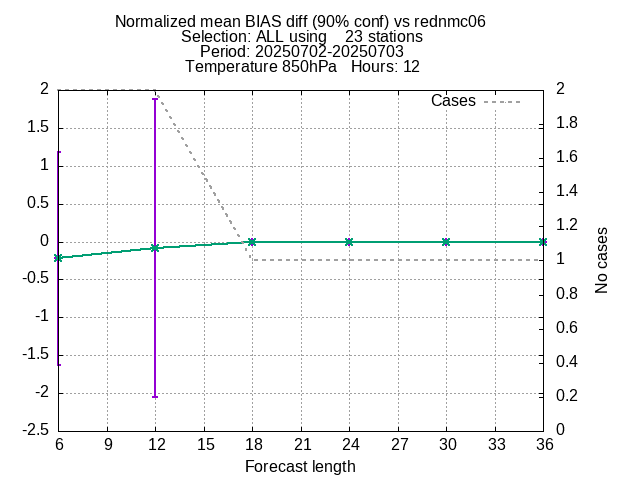 Normalized mean BIAS diff (90% conf) vs rednmc06
Selection: ALL using    23 stations
Period: 20250702-20250703
Temperature 850hPa   Hours: 12
Cases
2
1.5
1
0.5
0
-0.5
-1
-1.5
-2
-2.5
2
1.8
1.6
1.4
1.2
1
0.8
0.6
0.4
0.2
0
No cases
6 9 12 15 18 21 24 27 30 33 36
Forecast length